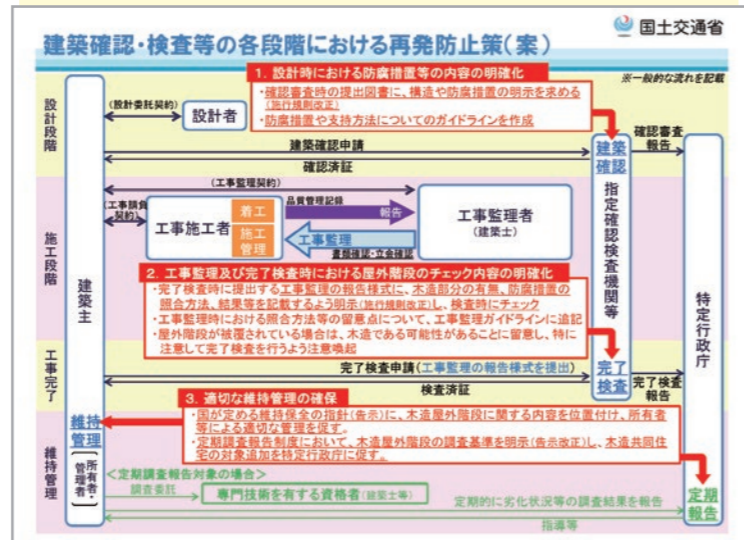 国土交通省
建築確認・検査等の各段階における再発防止策(案)
※一般的な流れを記載
1. 設計時における防腐措置等の内容の明確化
・確認審査時の提出図書に、構造や防腐措置の明示を求める
(施行規則改正)
・防腐措置や支持方法についてのガイドラインを作成
設計段階
(設計委託契約)
設計者
建築確認申請
確認済証
建築確認
確認審査報告
(工事監理契約)
(工事請負契約)
工事施工者
着工
施工管理
品質管理記録
報告
工事監理
書類確認・立会確認
工事監理者
(建築士)
指定確認検査機関等
施工段階
建築主
特定行政庁
2. 工事監理及び完了検査時における屋外階段のチェック内容の明確化
・完了検査時に提出する工事監理の報告様式に、木造部分の有無、防腐措置の
照合方法、結果等を記載するよう明示(施行規則改正)し、検査時にチェック
・工事監理時における照合方法等の留意点について、工事監理ガイドラインに追記
・屋外階段が被覆されている場合は、木造である可能性があることに留意し、特に
注意して完了検査を行うよう注意喚起
工事完了
完了検査申請(工事監理の報告様式を提出)
検査済証
完了検査
完了検査報告
3. 適切な維持管理の確保
・国が定める維持保全の指針(告示)に、木造屋外階段に関する内容を位置付け、所有者
等による適切な管理を促す。
・定期調査報告制度において、木造屋外階段の調査基準を明示(告示改正)し、木造共同住宅
の対象追加を特定行政庁に促す。
維持管理
維持管理
(所有者・管理者)
<定期調査報告対象の場合>
調査委託
専門技術を有する資格者(建築士等)
定期的に劣化状況等の調査結果を報告
指導等
定期報告